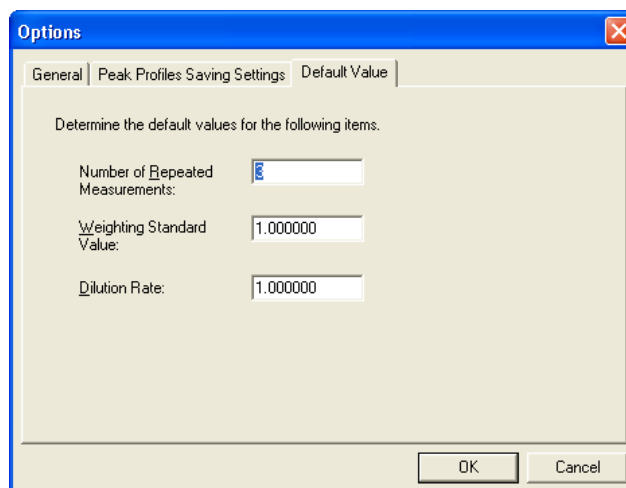 Options
General Peak Profiles Saving Settings Default Value
Determine the default values for the following items.
Number of Repeated 3
Measurements:
Weighting Standard 1.000000
Value:
Dilution Rate: 1.000000
OK Cancel